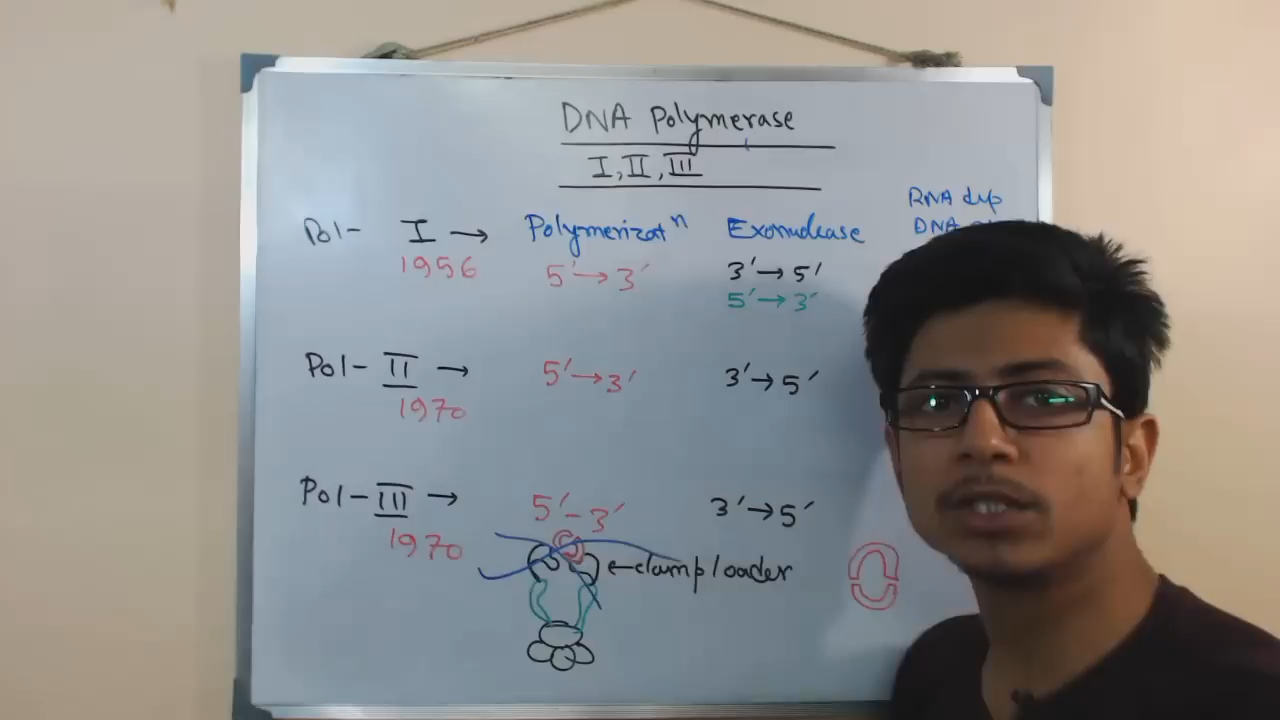 DNA Polymerase
I, II, III
RNA dep
Pol- I → Polymerizatⁿ Exonuclease DNA
1956 5'→3' 3'→5'
5'→3'
Pol- II → 5'→3' 3'→5'
1970
Pol- III → 5'-3' 3'→5'
1970
←clamp loader